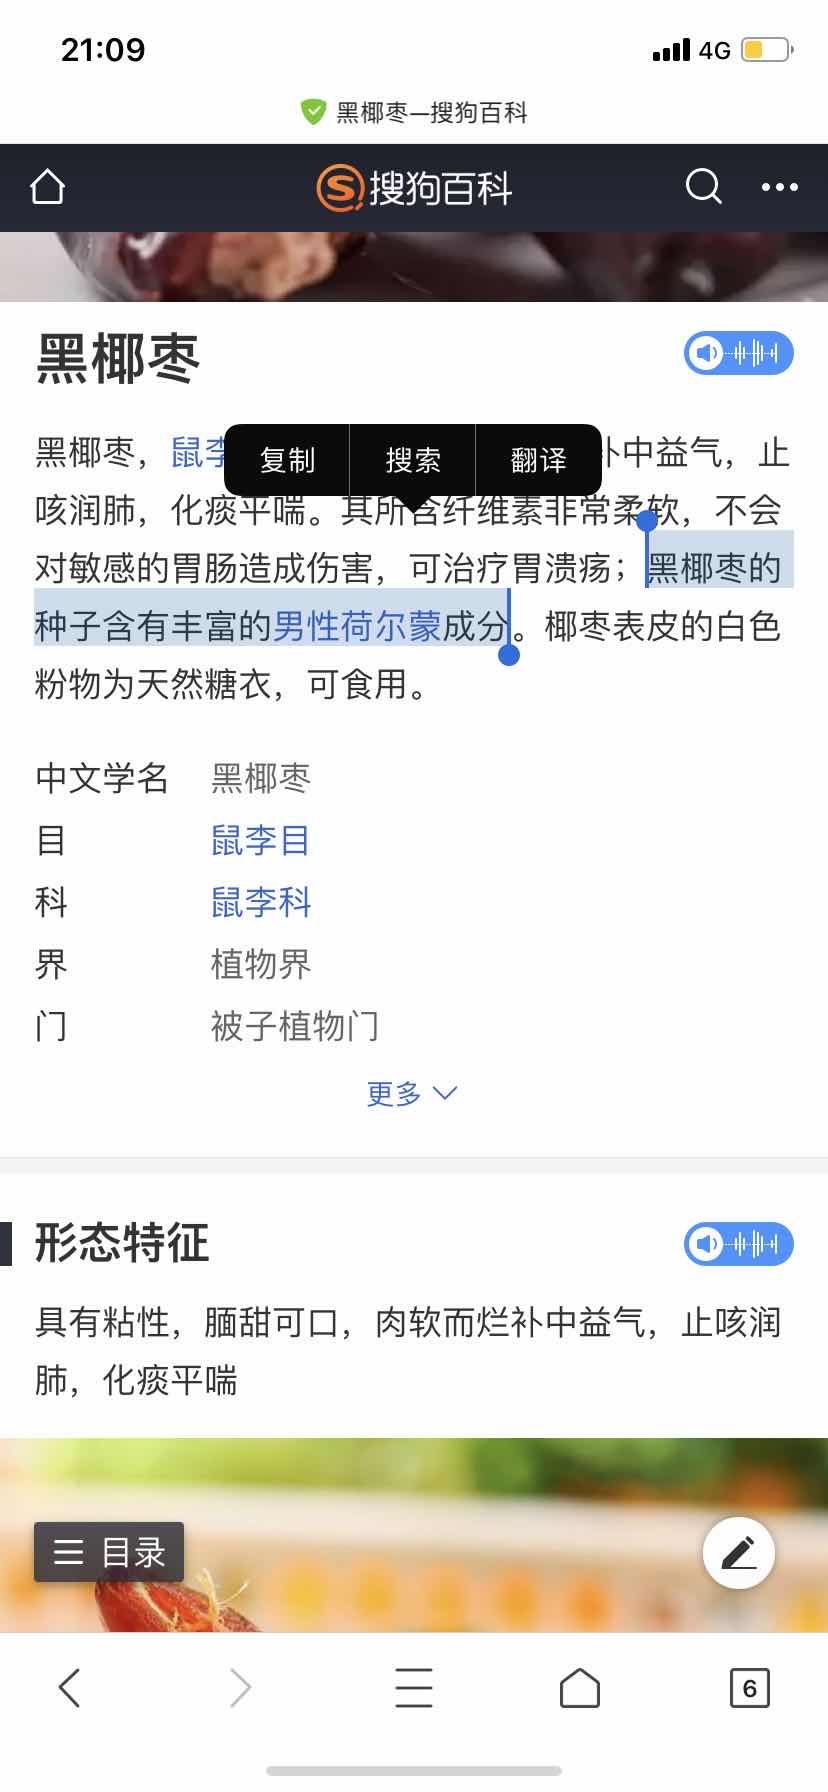 21:09
4G
黑椰枣—搜狗百科
搜狗百科
黑椰枣
黑椰枣，鼠李
补中益气，止
复制
搜索
翻译
咳润肺，化痰平喘。其所含纤维素非常柔软，不会
对敏感的胃肠造成伤害，可治疗胃溃疡；黑椰枣的
种子含有丰富的男性荷尔蒙成分。椰枣表皮的白色
粉物为天然糖衣，可食用。
中文学名 黑椰枣
目 鼠李目
科 鼠李科
界 植物界
门 被子植物门
更多
形态特征
具有粘性，腼甜可口，肉软而烂补中益气，止咳润
肺，化痰平喘
目录
6